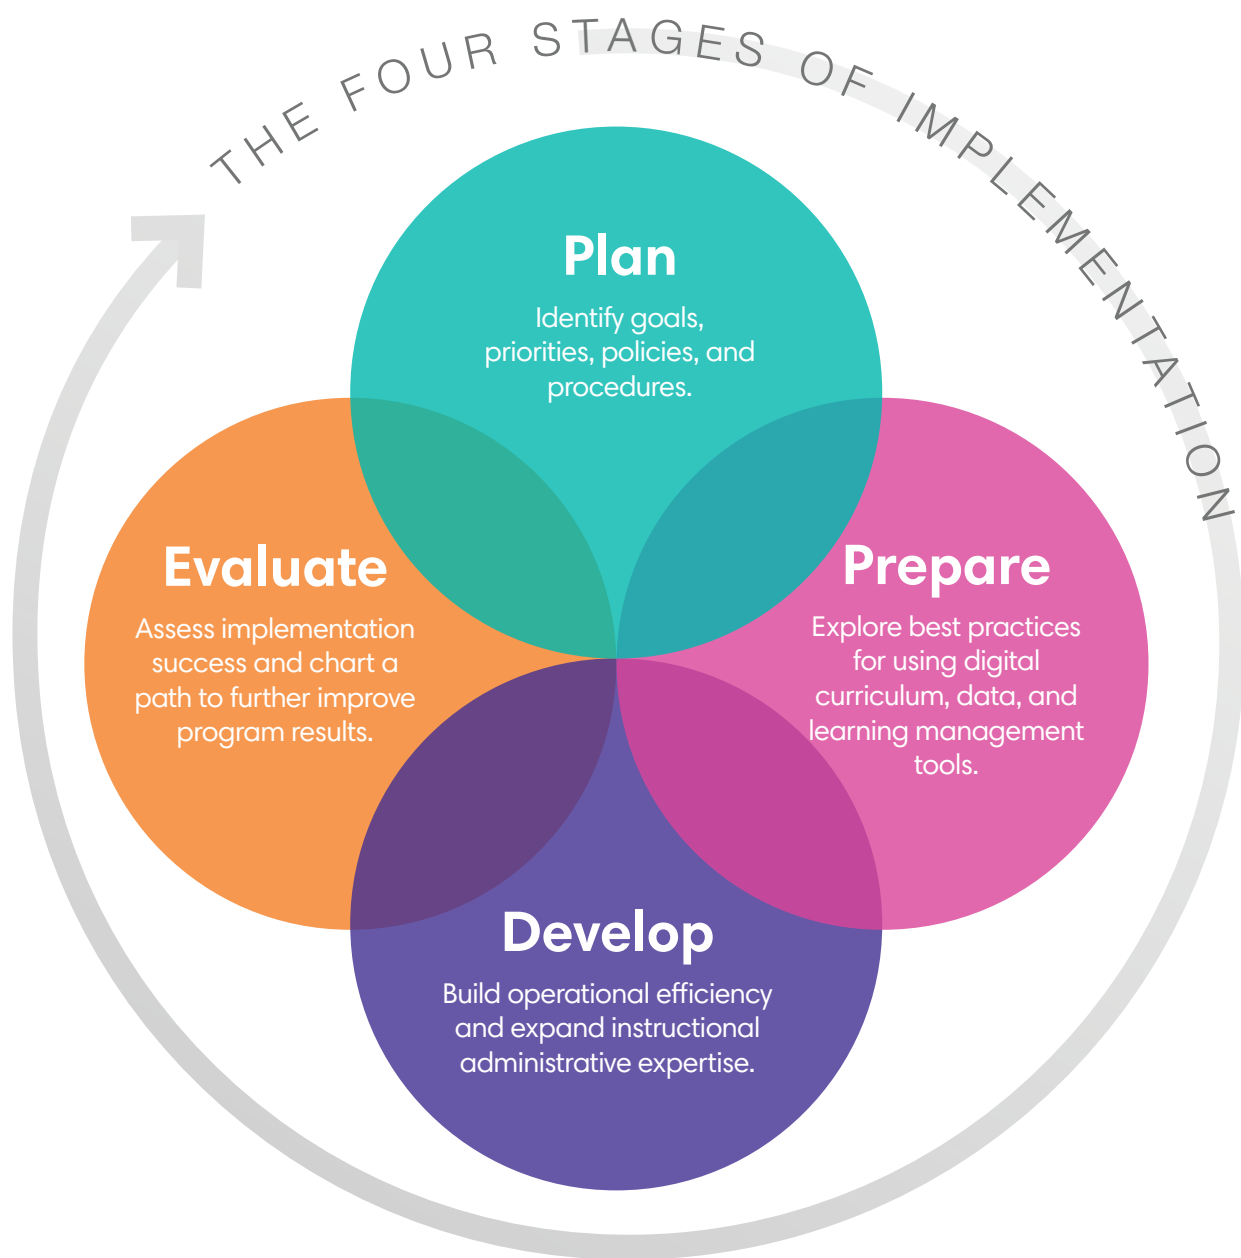 THE FOUR STAGES OF IMPLEMENTATION
Plan
Identify goals,
priorities, policies, and
procedures.
Prepare
Explore best practices
for using digital
curriculum, data, and
learning management
tools.
Develop
Build operational efficiency
and expand instructional
administrative expertise.
Evaluate
Assess implementation
success and chart a
path to further improve
program results.